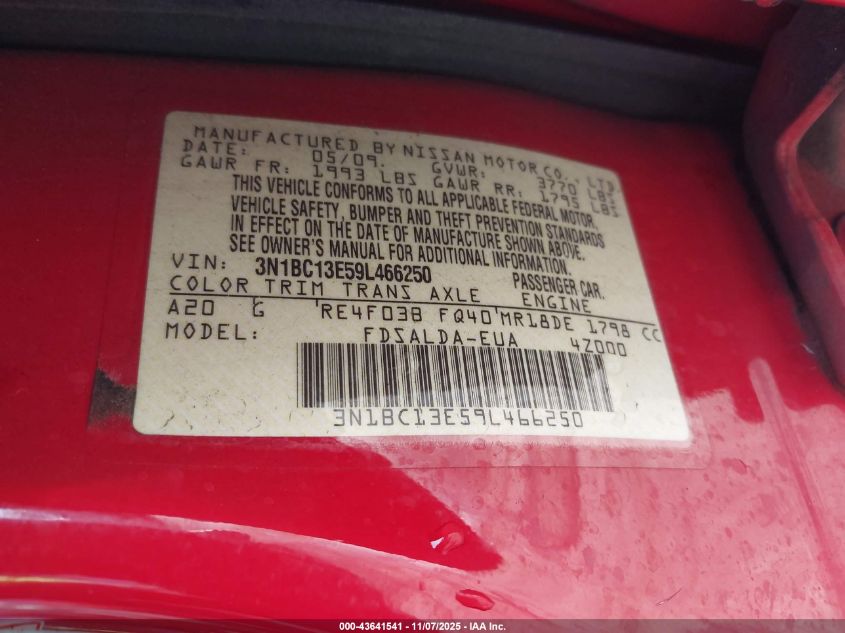 MANUFACTURED BY NISSAN MOTOR CO., LTD.
DATE: 05/09. GVWR: 3770 LBS
GAWR FR: 1993 LBS GAWR RR: 1795 LBS
THIS VEHICLE CONFORMS TO ALL APPLICABLE FEDERAL MOTOR
VEHICLE SAFETY, BUMPER AND THEFT PREVENTION STANDARDS
IN EFFECT ON THE DATE OF MANUFACTURE SHOWN ABOVE.
SEE OWNER'S MANUAL FOR ADDITIONAL INFORMATION.
VIN: 3N1BC13E59L466250 PASSENGER CAR.
COLOR TRIM TRANS AXLE ENGINE
A20 G RE4F03B FQ40 MR18DE 1798 CC
MODEL: FDSALDA-EUA 4Z000
3N1BC13E59L466250
000-43641541 | 11/07/2025 - IAA Inc.